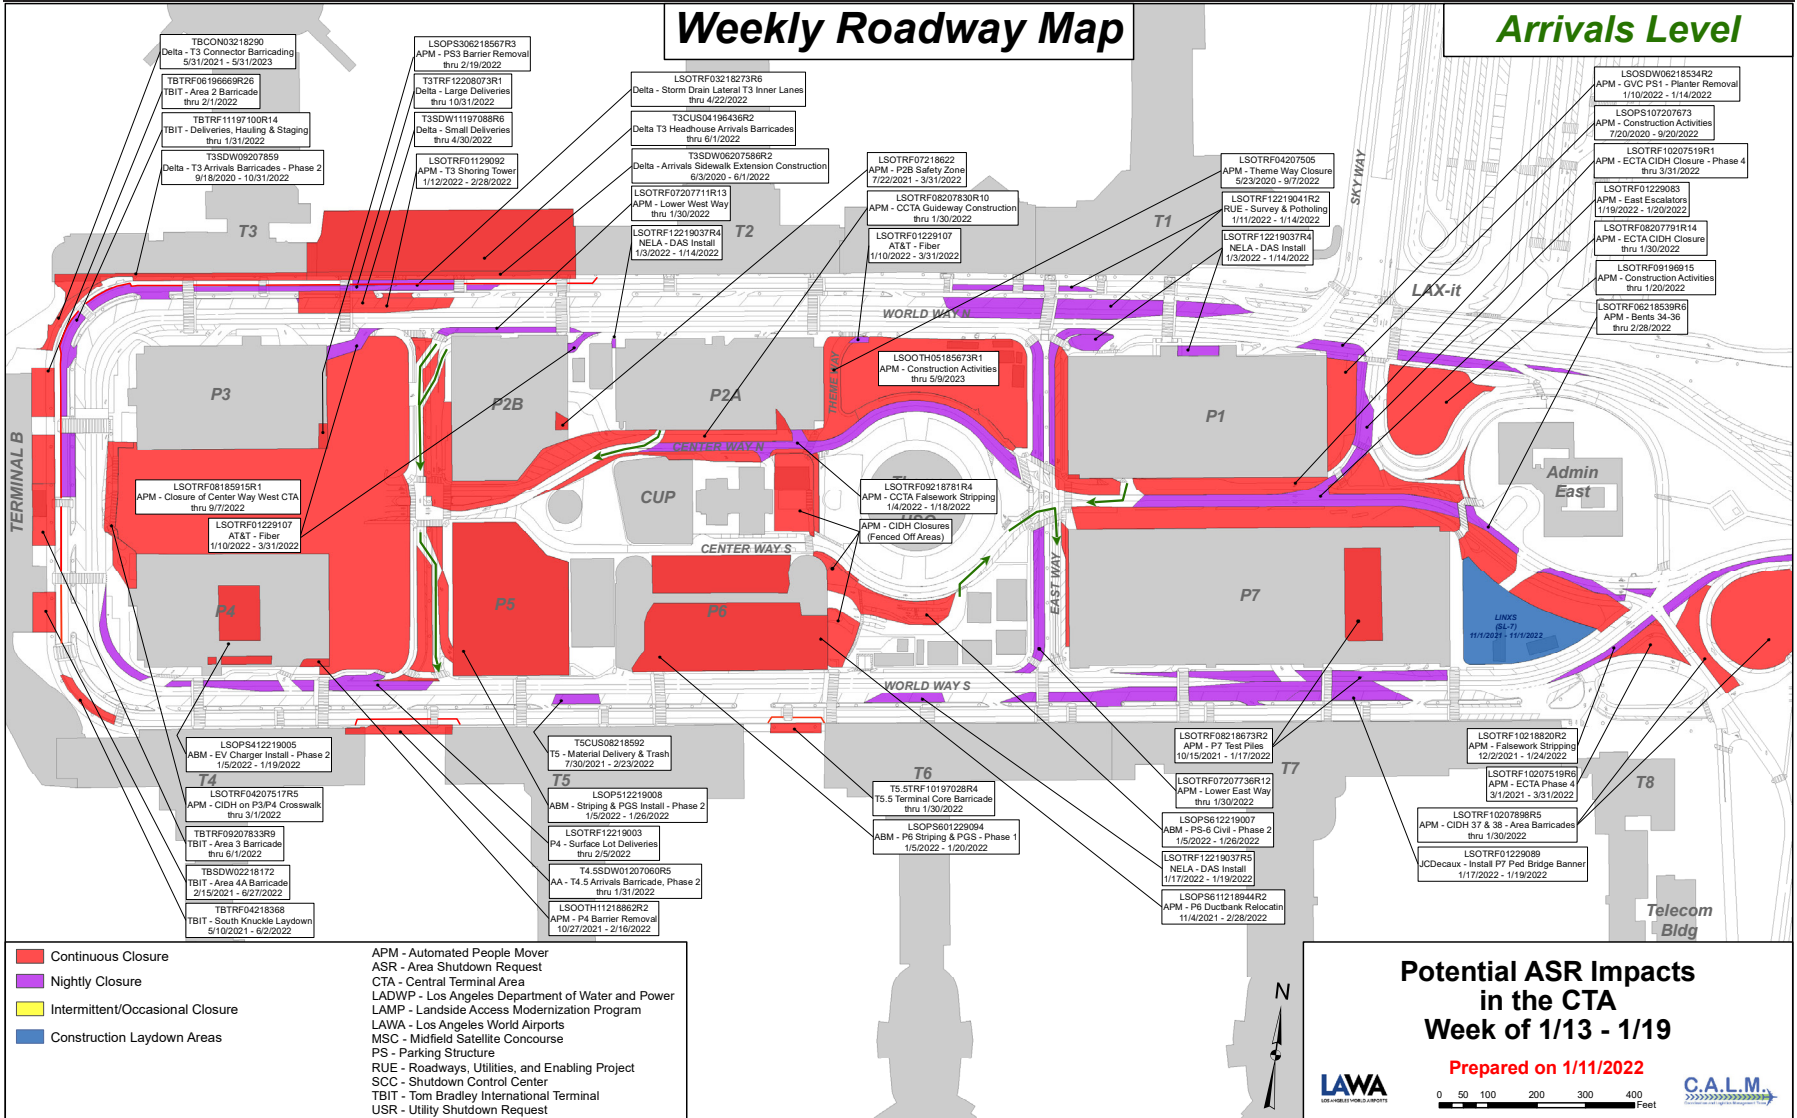 Weekly Roadway Map
Arrivals Level
TBCON03218290
Delta - T3 Connector Barricading
5/31/2021 - 5/31/2023
TBTRF06196669R26
TBIT - Area 2 Barricade
thru 2/1/2022
TBTRF11197100R14
TBIT - Deliveries, Hauling & Staging
thru 1/31/2022
T3SDW09207859
Delta - T3 Arrivals Barricades - Phase 2
9/18/2020 - 10/31/2022
LSOPS306218567R3
APM - PS3 Barrier Removal
thru 2/19/2022
T3TRF12208073R1
Delta - Large Deliveries
thru 10/31/2022
T3SDW11197088R6
Delta - Small Deliveries
thru 4/30/2022
LSOTRF01129092
APM - T3 Shoring Tower
1/12/2022 - 2/28/2022
LSOTRF03218273R6
Delta - Storm Drain Lateral T3 Inner Lanes
thru 4/22/2022
T3CUS04196436R2
Delta T3 Headhouse Arrivals Barricades
thru 6/1/2022
T3SDW06207586R2
Delta - Arrivals Sidewalk Extension Construction
6/3/2020 - 6/1/2022
LSOTRF07207711R13
APM - Lower West Way
thru 1/30/2022
LSOTRF12219037R4
NELA - DAS Install
1/3/2022 - 1/14/2022
LSOTRF07218622
APM - P2B Safety Zone
7/22/2021 - 3/31/2022
LSOTRF08207830R10
APM - CCTA Guideway Construction
thru 1/30/2022
LSOTRF01229107
AT&T - Fiber
1/10/2022 - 3/31/2022
LSOTRF04207505
APM - Theme Way Closure
5/23/2020 - 9/7/2022
LSOTRF12219041R2
RUE - Survey & Potholing
1/11/2022 - 1/14/2022
LSOTRF12219037R4
NELA - DAS Install
1/3/2022 - 1/14/2022
LSOSDW06218534R2
APM - GVC PS1 - Planter Removal
1/10/2022 - 1/14/2022
LSOPS107207673
APM - Construction Activities
7/20/2020 - 9/20/2022
LSOTRF10207519R1
APM - ECTA CIDH Closure - Phase 4
thru 3/31/2022
LSOTRF01229083
APM - East Escalators
1/19/2022 - 1/20/2022
LSOTRF08207791R14
APM - ECTA CIDH Closure
thru 1/30/2022
LSOTRF09196915
APM - Construction Activities
thru 1/20/2022
LSOTRF06218539R6
APM - Bents 34-36
thru 2/28/2022
SKY WAY
T3
T2
T1
LAX-it
WORLD WAY N
LSOOTH05185673R1
APM - Construction Activities
thru 5/9/2023
THEME WAY
P3
P2B
P2A
P1
CENTER WAY N
TERMINAL B
LSOTRF08185915R1
APM - Closure of Center Way West CTA
thru 9/7/2022
LSOTRF01229107
AT&T - Fiber
1/10/2022 - 3/31/2022
CUP
LSOTRF09218781R4
APM - CCTA Falsework Stripping
1/4/2022 - 1/18/2022
APM - CIDH Closures
(Fenced Off Areas)
Admin
East
CENTER WAY S
EAST WAY
P4
P5
P6
P7
LINXS
(SL-7)
11/1/2021 - 11/1/2022
WORLD WAY S
LSOPS412219005
ABM - EV Charger Install - Phase 2
1/5/2022 - 1/19/2022
T4
LSOTRF04207517R5
APM - CIDH on P3/P4 Crosswalk
thru 3/1/2022
TBTRF09207833R9
TBIT - Area 3 Barricade
thru 6/1/2022
TBSDW02218172
TBIT - Area 4A Barricade
2/15/2021 - 6/27/2022
TBTRF04218368
TBIT - South Knuckle Laydown
5/10/2021 - 6/2/2022
T5CUS08218592
T5 - Material Delivery & Trash
7/30/2021 - 2/23/2022
T5
LSOP512219008
ABM - Striping & PGS Install - Phase 2
1/5/2022 - 1/26/2022
LSOTRF12219003
P4 - Surface Lot Deliveries
thru 2/5/2022
T4.5SDW01207060R5
AA - T4.5 Arrivals Barricade, Phase 2
thru 1/31/2022
LSOOTH11218862R2
APM - P4 Barrier Removal
10/27/2021 - 2/16/2022
T6
T5.5TRF10197028R4
T5.5 Terminal Core Barricade
thru 1/30/2022
LSOPS601229094
ABM - P6 Striping & PGS - Phase 1
1/5/2022 - 1/20/2022
LSOTRF08218673R2
APM - P7 Test Piles
10/15/2021 - 1/17/2022
T7
LSOTRF07207736R12
APM - Lower East Way
thru 1/30/2022
LSOPS612219007
ABM - PS-6 Civil - Phase 2
1/5/2022 - 1/26/2022
LSOTRF12219037R5
NELA - DAS Install
1/17/2022 - 1/19/2022
LSOPS611218944R2
APM - P6 Ductbank Relocatin
11/4/2021 - 2/28/2022
LSOTRF10218820R2
APM - Falsework Stripping
12/2/2021 - 1/24/2022
LSOTRF10207519R6
APM - ECTA Phase 4
3/1/2021 - 3/31/2022
T8
LSOTRF10207898R5
APM - CIDH 37 & 38 - Area Barricades
thru 1/30/2022
LSOTRF01229089
JCDecaux - Install P7 Ped Bridge Banner
1/17/2022 - 1/19/2022
Telecom
Bldg
Continuous Closure
Nightly Closure
Intermittent/Occasional Closure
Construction Laydown Areas
APM - Automated People Mover
ASR - Area Shutdown Request
CTA - Central Terminal Area
LADWP - Los Angeles Department of Water and Power
LAMP - Landside Access Modernization Program
LAWA - Los Angeles World Airports
MSC - Midfield Satellite Concourse
PS - Parking Structure
RUE - Roadways, Utilities, and Enabling Project
SCC - Shutdown Control Center
TBIT - Tom Bradley International Terminal
USR - Utility Shutdown Request
N
Potential ASR Impacts
in the CTA
Week of 1/13 - 1/19
Prepared on 1/11/2022
LAWA
LOS ANGELES WORLD AIRPORTS
0 50 100 200 300 400
Feet
C.A.L.M.